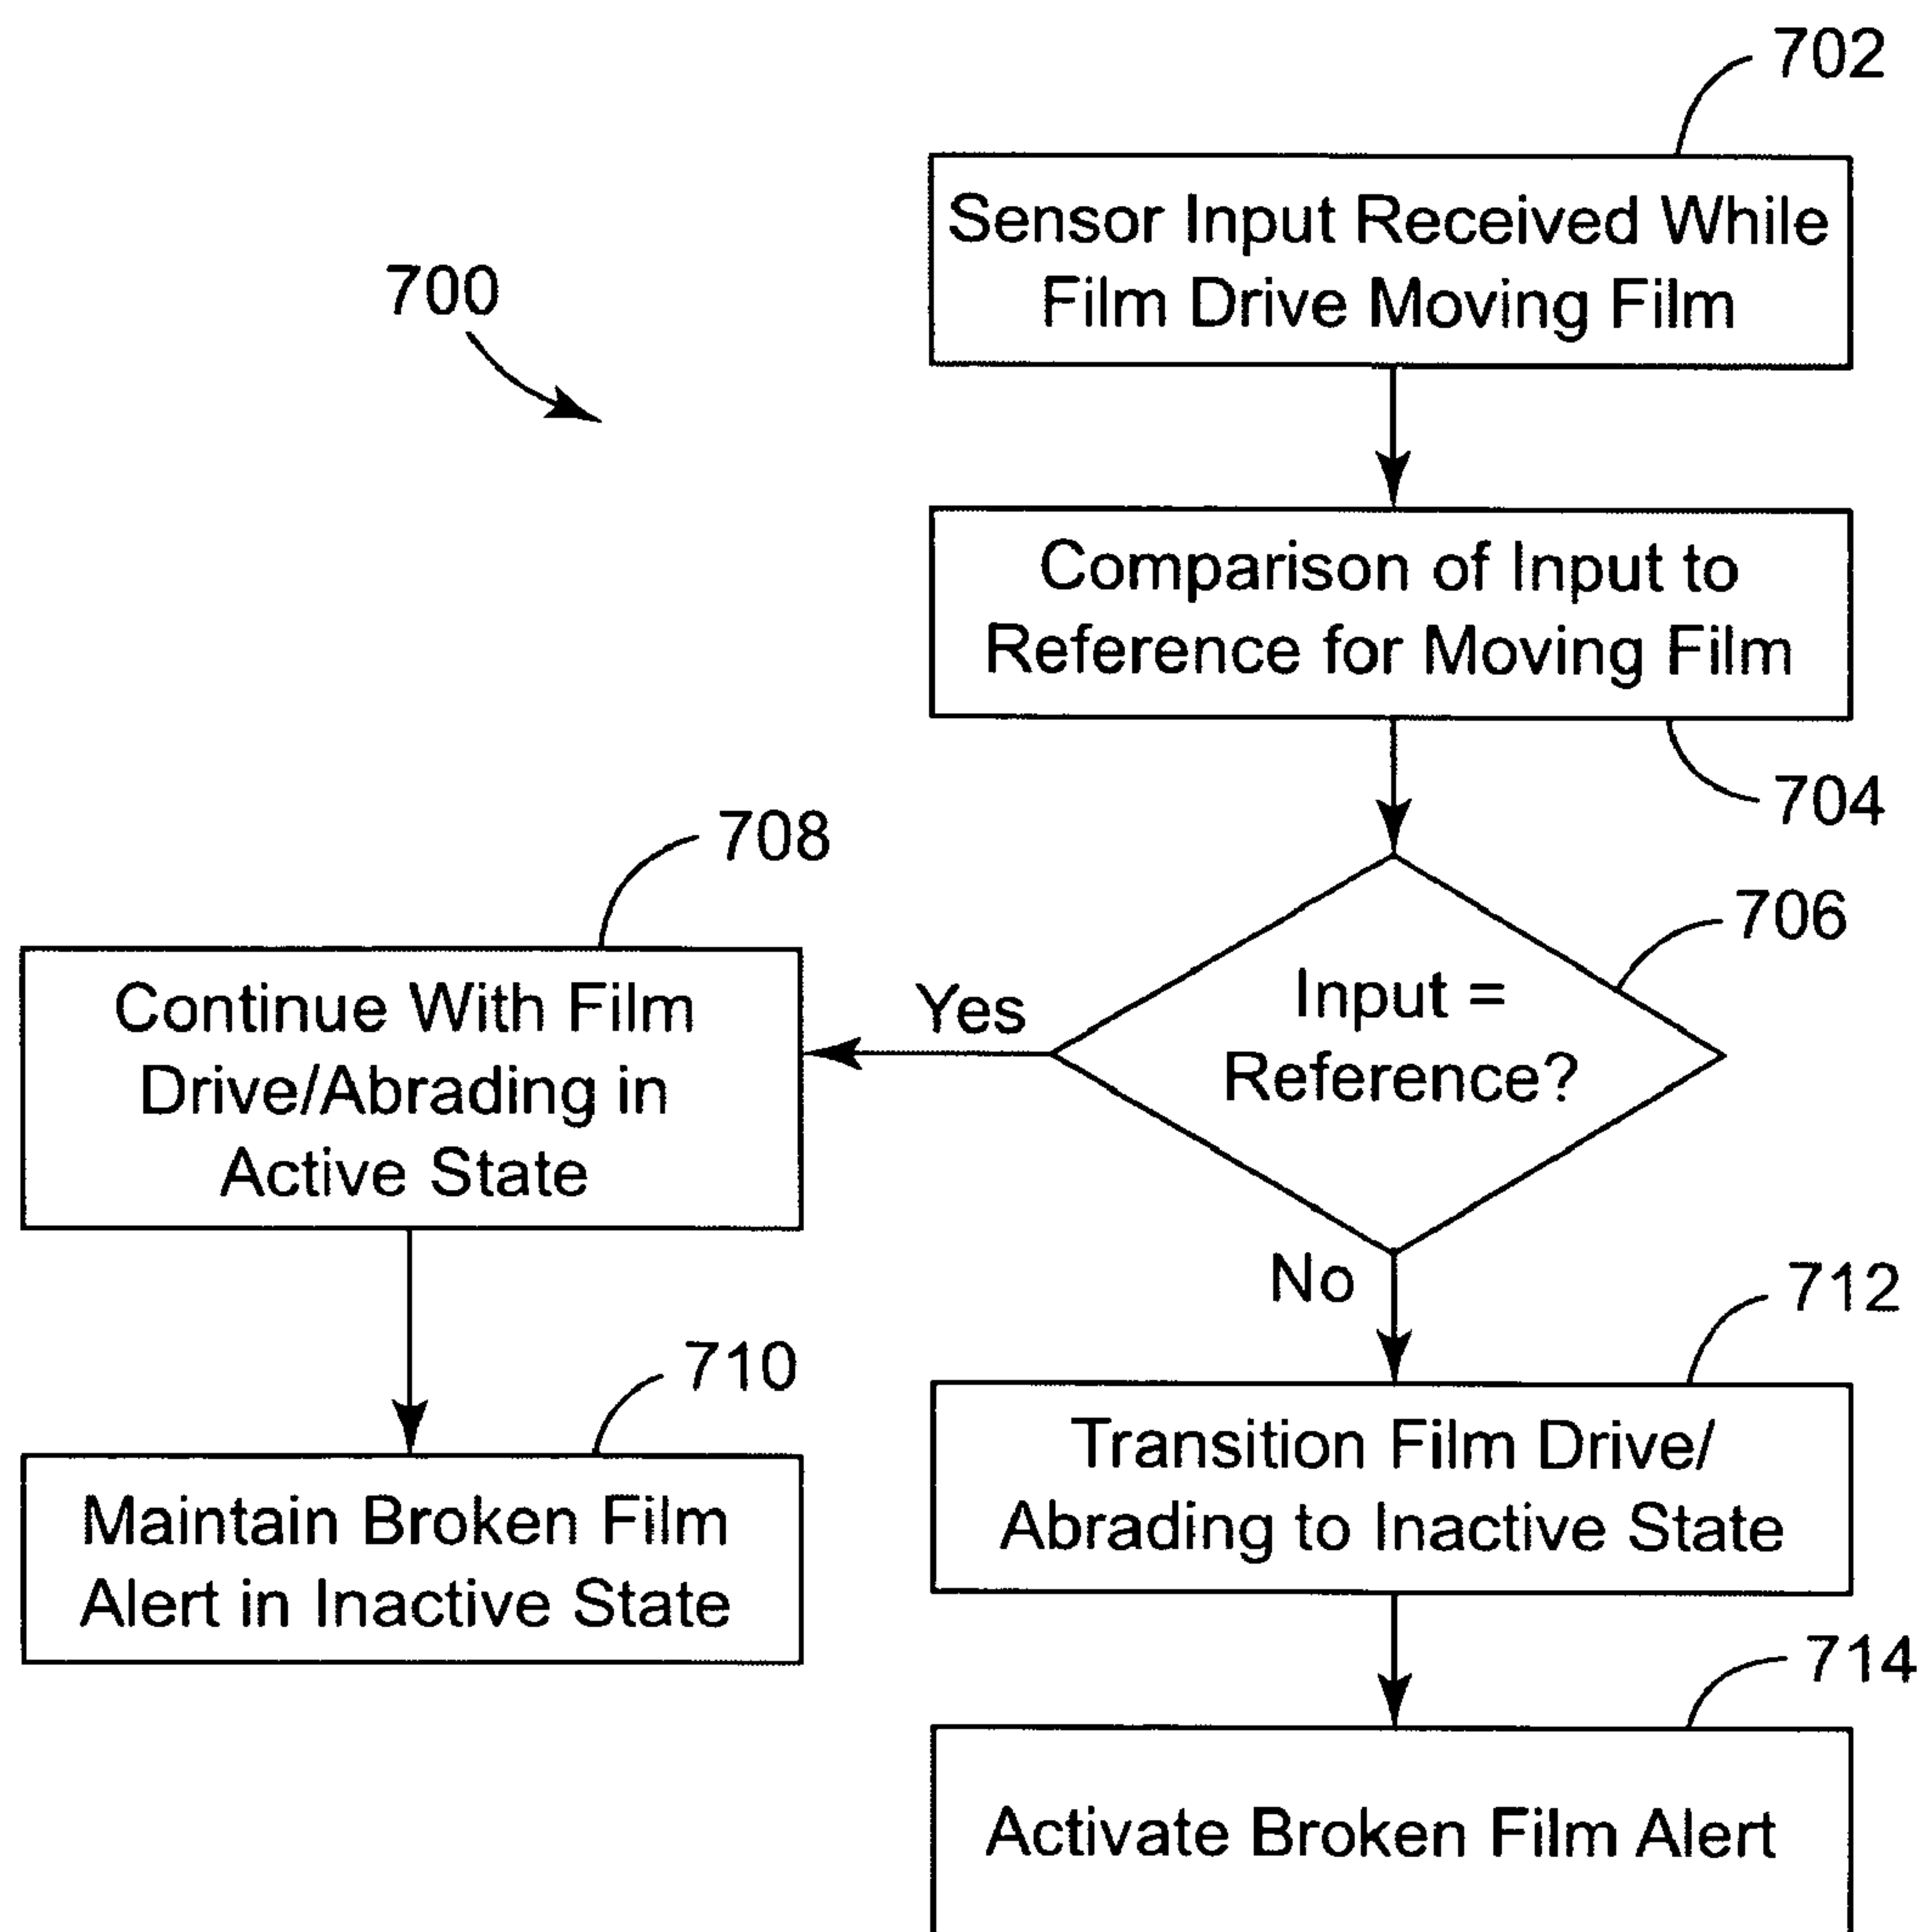 702
Sensor Input Received While
Film Drive Moving Film
700
Comparison of Input to
Reference for Moving Film
704
708
706
Continue With Film
Drive/Abrading in
Active State
Yes
Input =
Reference?
No
712
710
Transition Film Drive/
Abrading to Inactive State
Maintain Broken Film
Alert in Inactive State
714
Activate Broken Film Alert